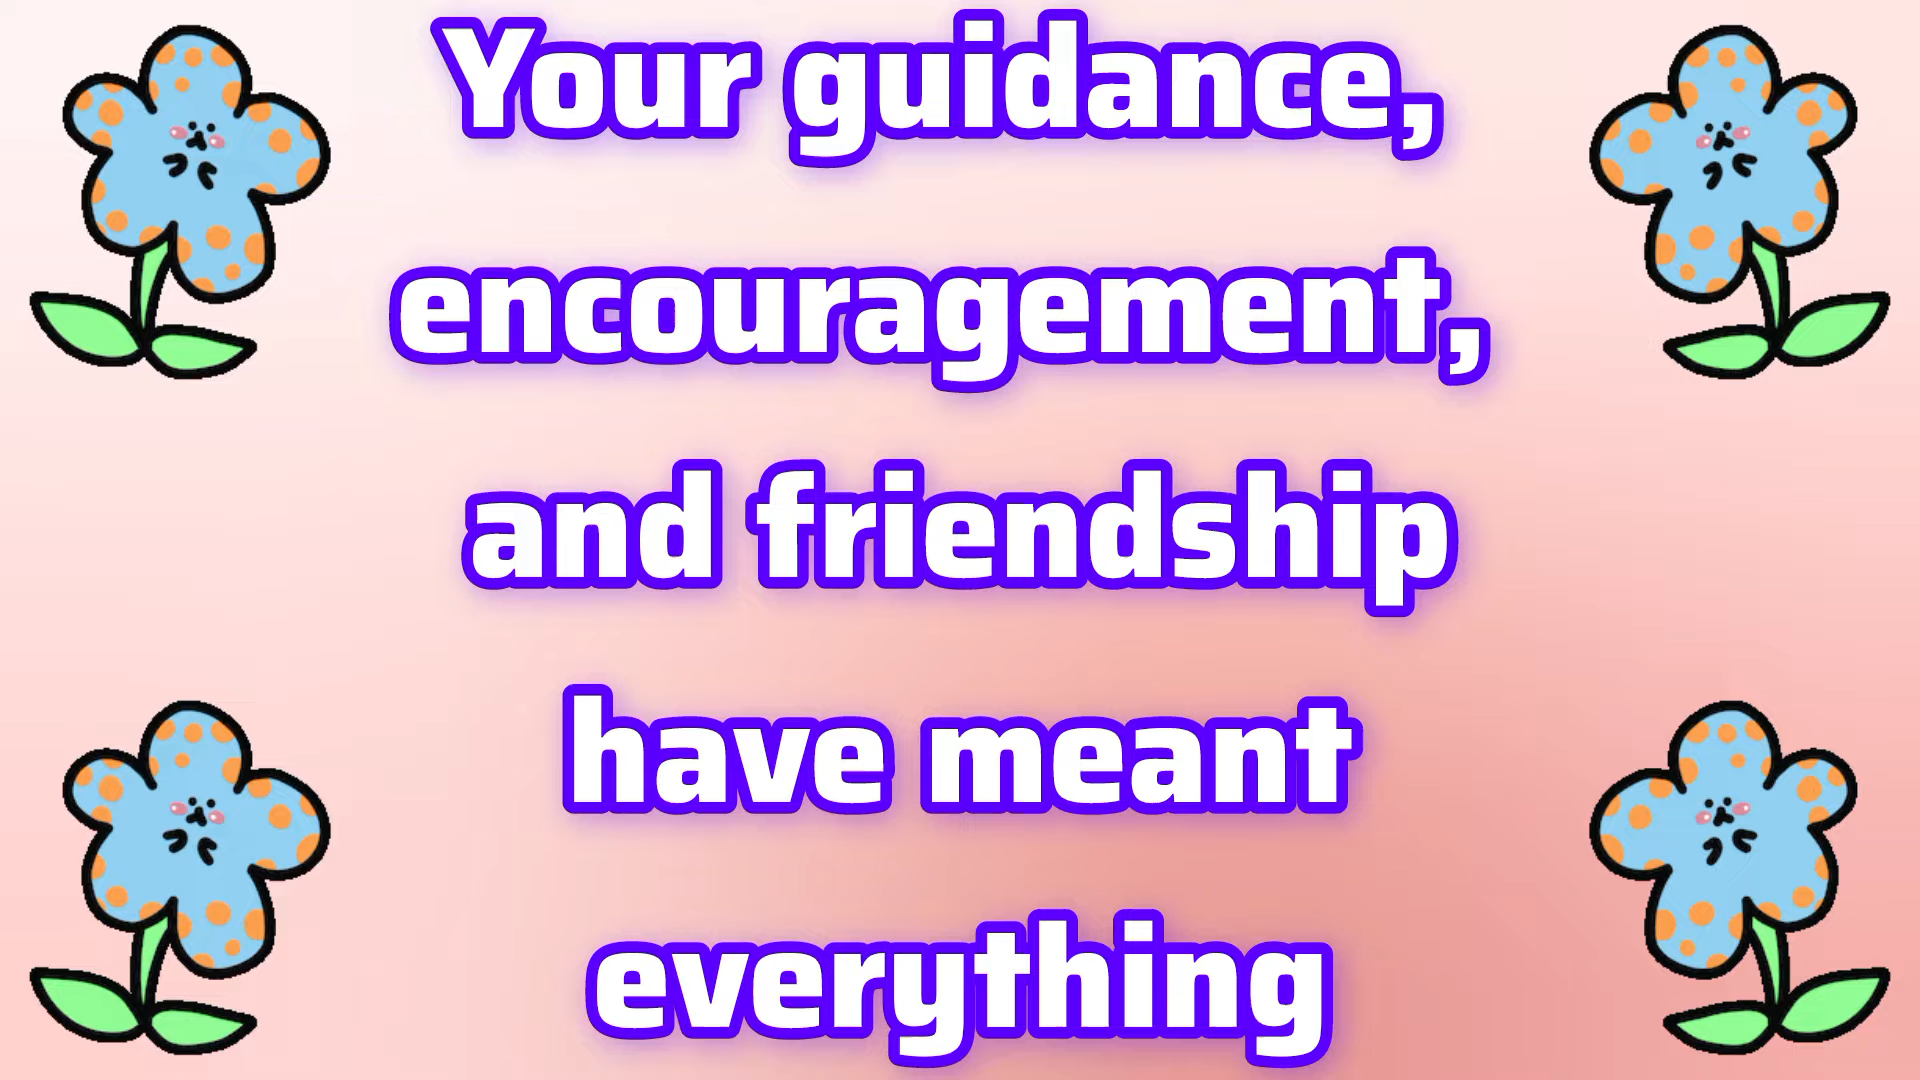 Your guidance,
encouragement,
and friendship
have meant
everything